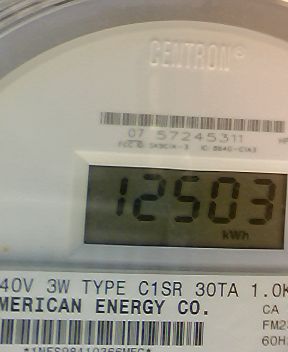 CENTRON®
07 57245311
12503
kWh
40V 3W TYPE C1SR 30TA 1.0K
MERICAN ENERGY CO.
CA
FM2
60H